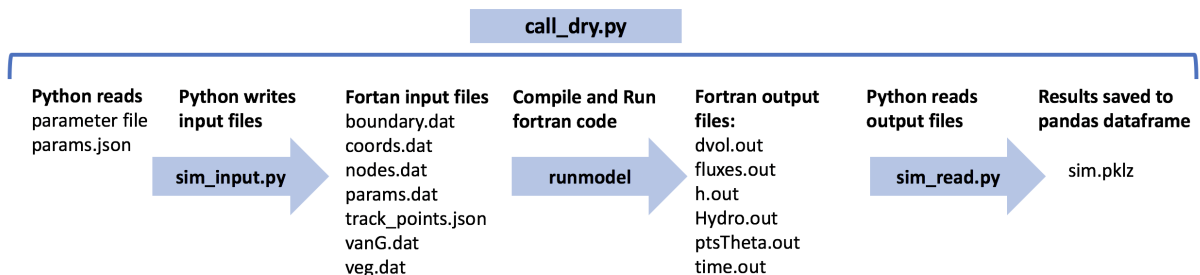 call_dry.py
Python reads
parameter file
params.json
Python writes
input files
sim_input.py
Fortan input files
boundary.dat
coords.dat
nodes.dat
params.dat
track_points.json
vanG.dat
veg.dat
Compile and Run
fortran code
runmodel
Fortran output
files:
dvol.out
fluxes.out
h.out
Hydro.out
ptsTheta.out
time.out
Python reads
output files
sim_read.py
Results saved to
pandas dataframe
sim.pklz